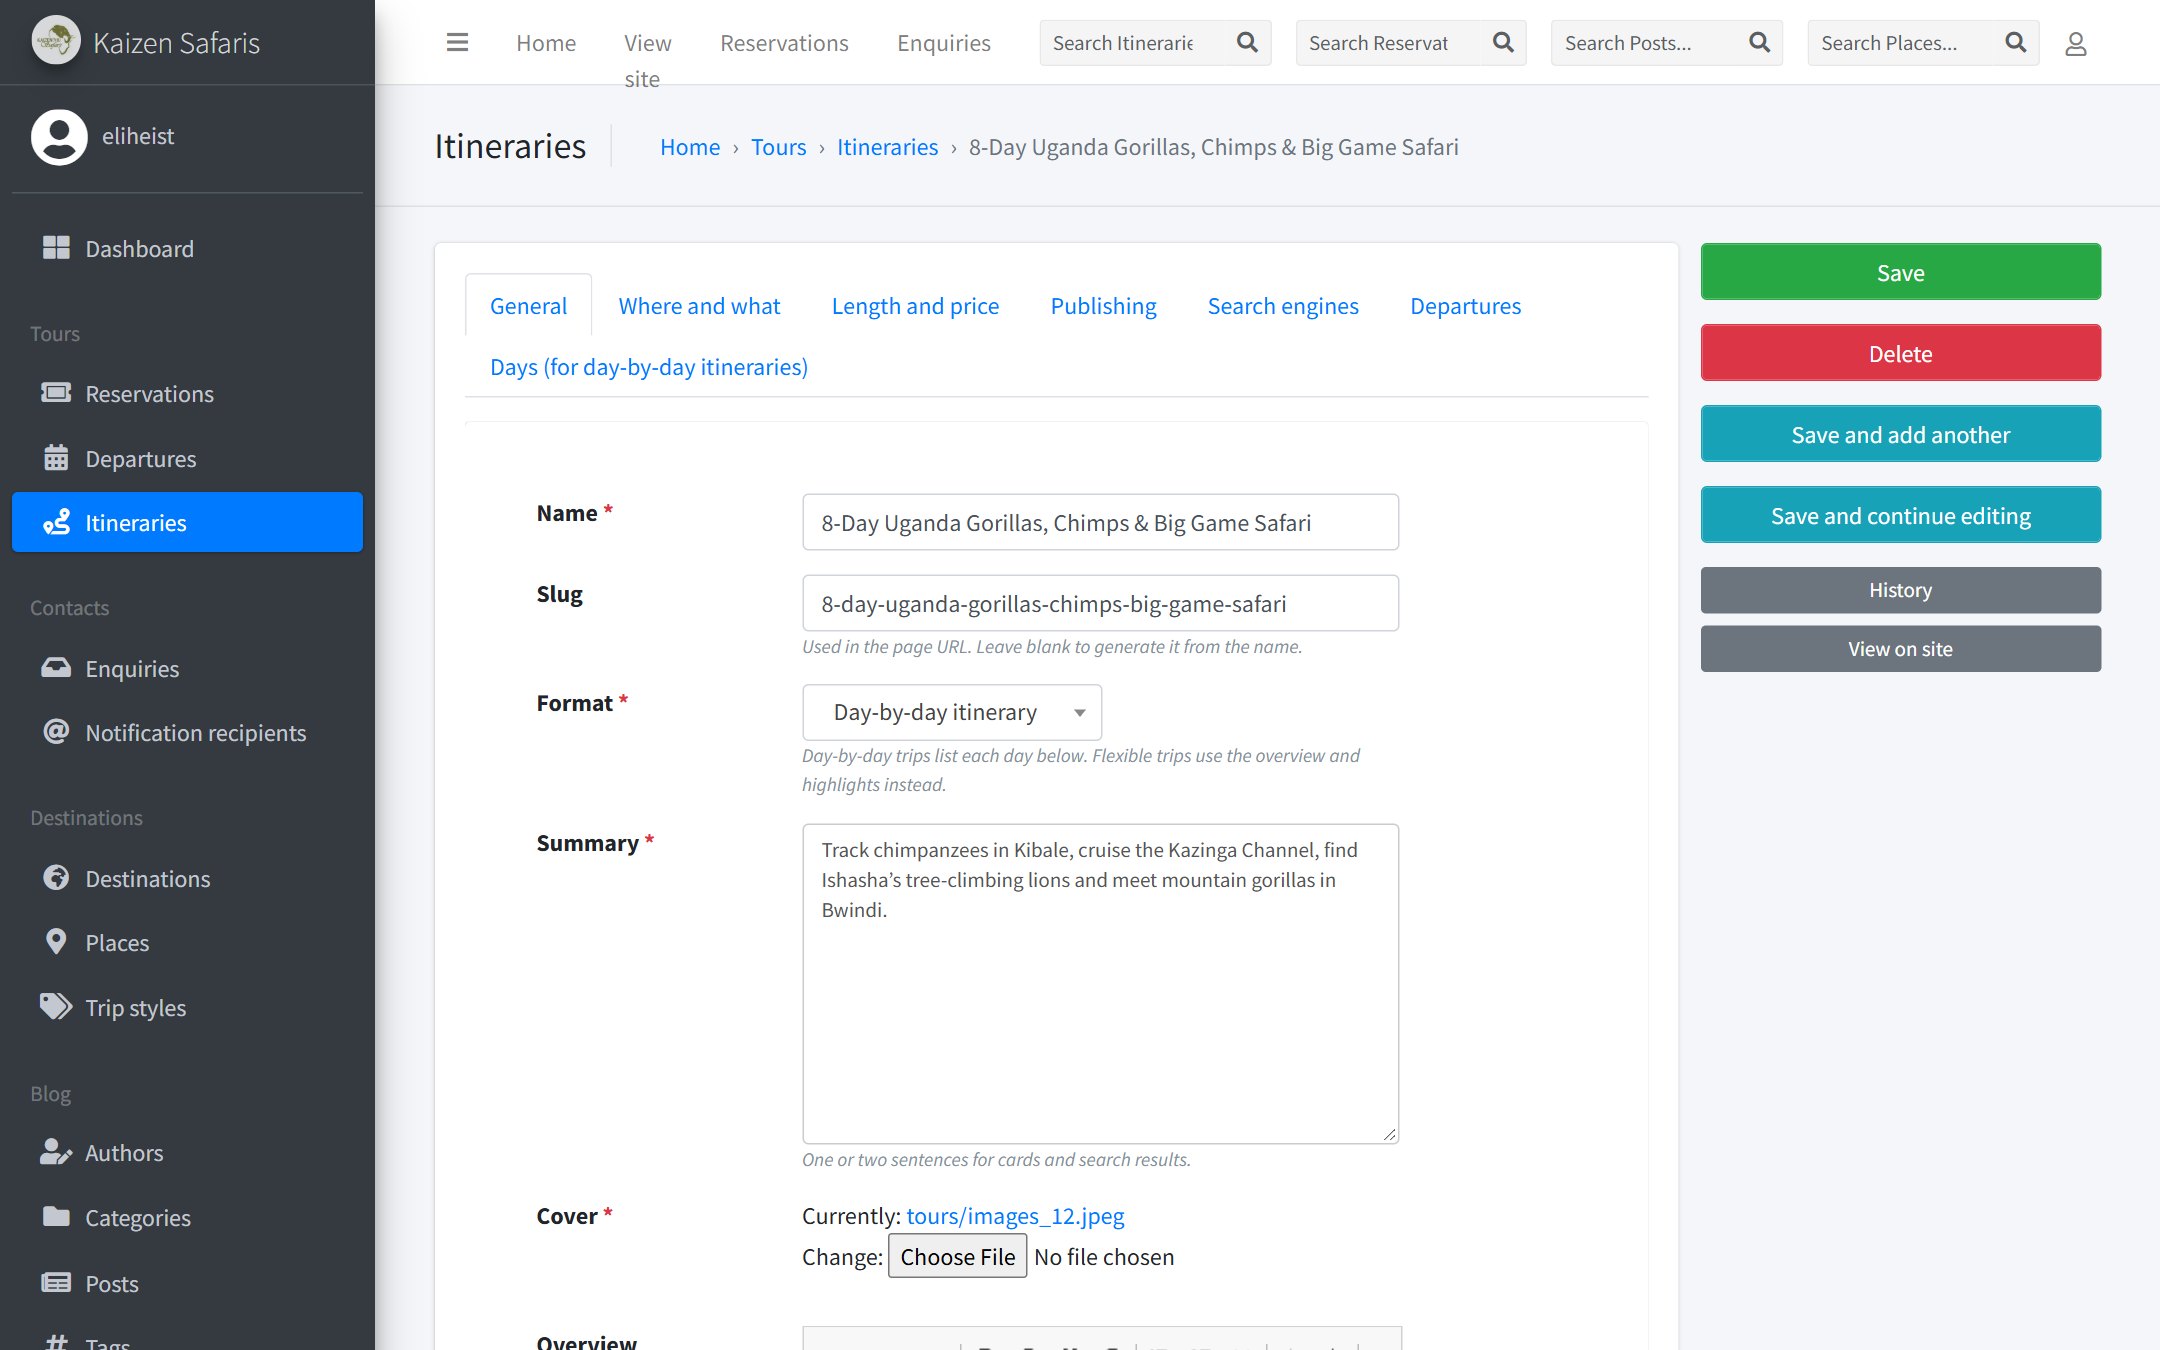 Kaizen Safaris
eliheist
Dashboard
Tours
Reservations
Departures
Itineraries
Contacts
Enquiries
Notification recipients
Destinations
Destinations
Places
Trip styles
Blog
Authors
Categories
Posts
Tags
Home
View site
Reservations
Enquiries
Search Itinerarie
Search Reservat
Search Posts...
Search Places...
Itineraries
Home › Tours › Itineraries › 8-Day Uganda Gorillas, Chimps & Big Game Safari
General
Where and what
Length and price
Publishing
Search engines
Departures
Days (for day-by-day itineraries)
Name *
8-Day Uganda Gorillas, Chimps & Big Game Safari
Slug
8-day-uganda-gorillas-chimps-big-game-safari
Used in the page URL. Leave blank to generate it from the name.
Format *
Day-by-day itinerary
Day-by-day trips list each day below. Flexible trips use the overview and
highlights instead.
Summary *
Track chimpanzees in Kibale, cruise the Kazinga Channel, find
Ishasha’s tree-climbing lions and meet mountain gorillas in
Bwindi.
One or two sentences for cards and search results.
Cover *
Currently: tours/images_12.jpeg
Change: Choose File No file chosen
Overview
Save
Delete
Save and add another
Save and continue editing
History
View on site